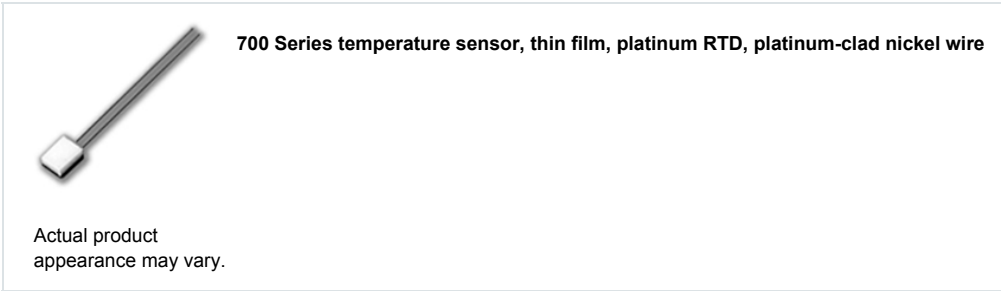 700 Series temperature sensor, thin film, platinum RTD, platinum-clad nickel wire
Actual product
appearance may vary.